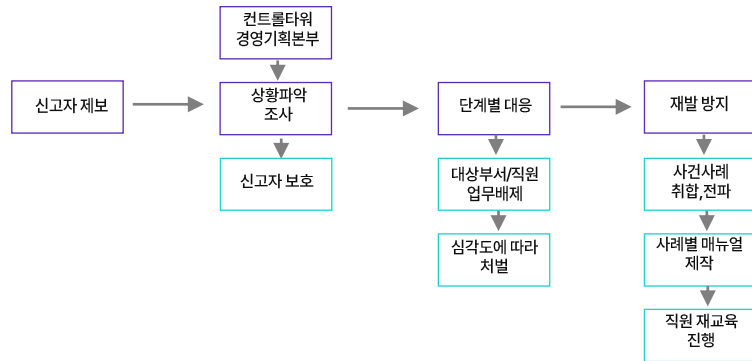 컨트롤타워
경영기획본부
신고자 제보
상황파악
조사
단계별 대응
재발 방지
신고자 보호
대상부서/직원
업무배제
사건사례
취합,전파
심각도에 따라
처벌
사례별 매뉴얼
제작
직원 재교육
진행